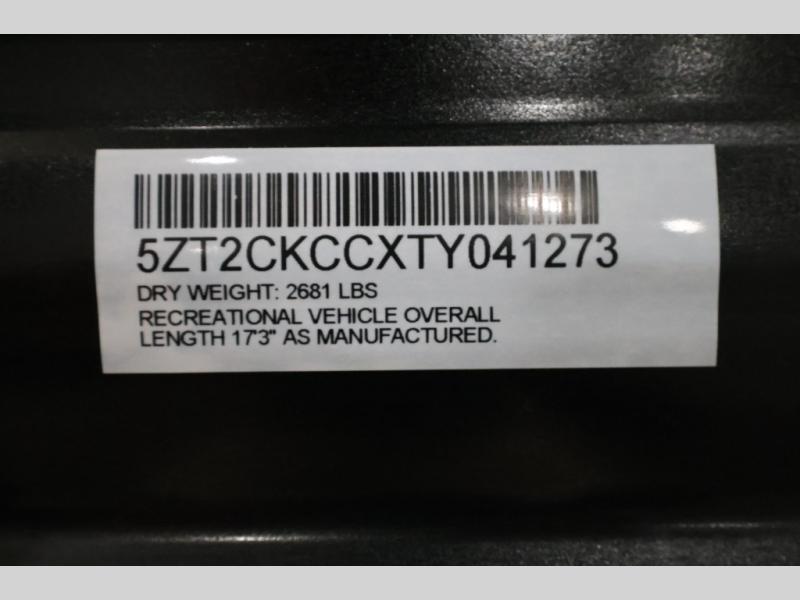 5ZT2CKCCXTY041273
DRY WEIGHT: 2681 LBS
RECREATIONAL VEHICLE OVERALL
LENGTH 17'3" AS MANUFACTURED.